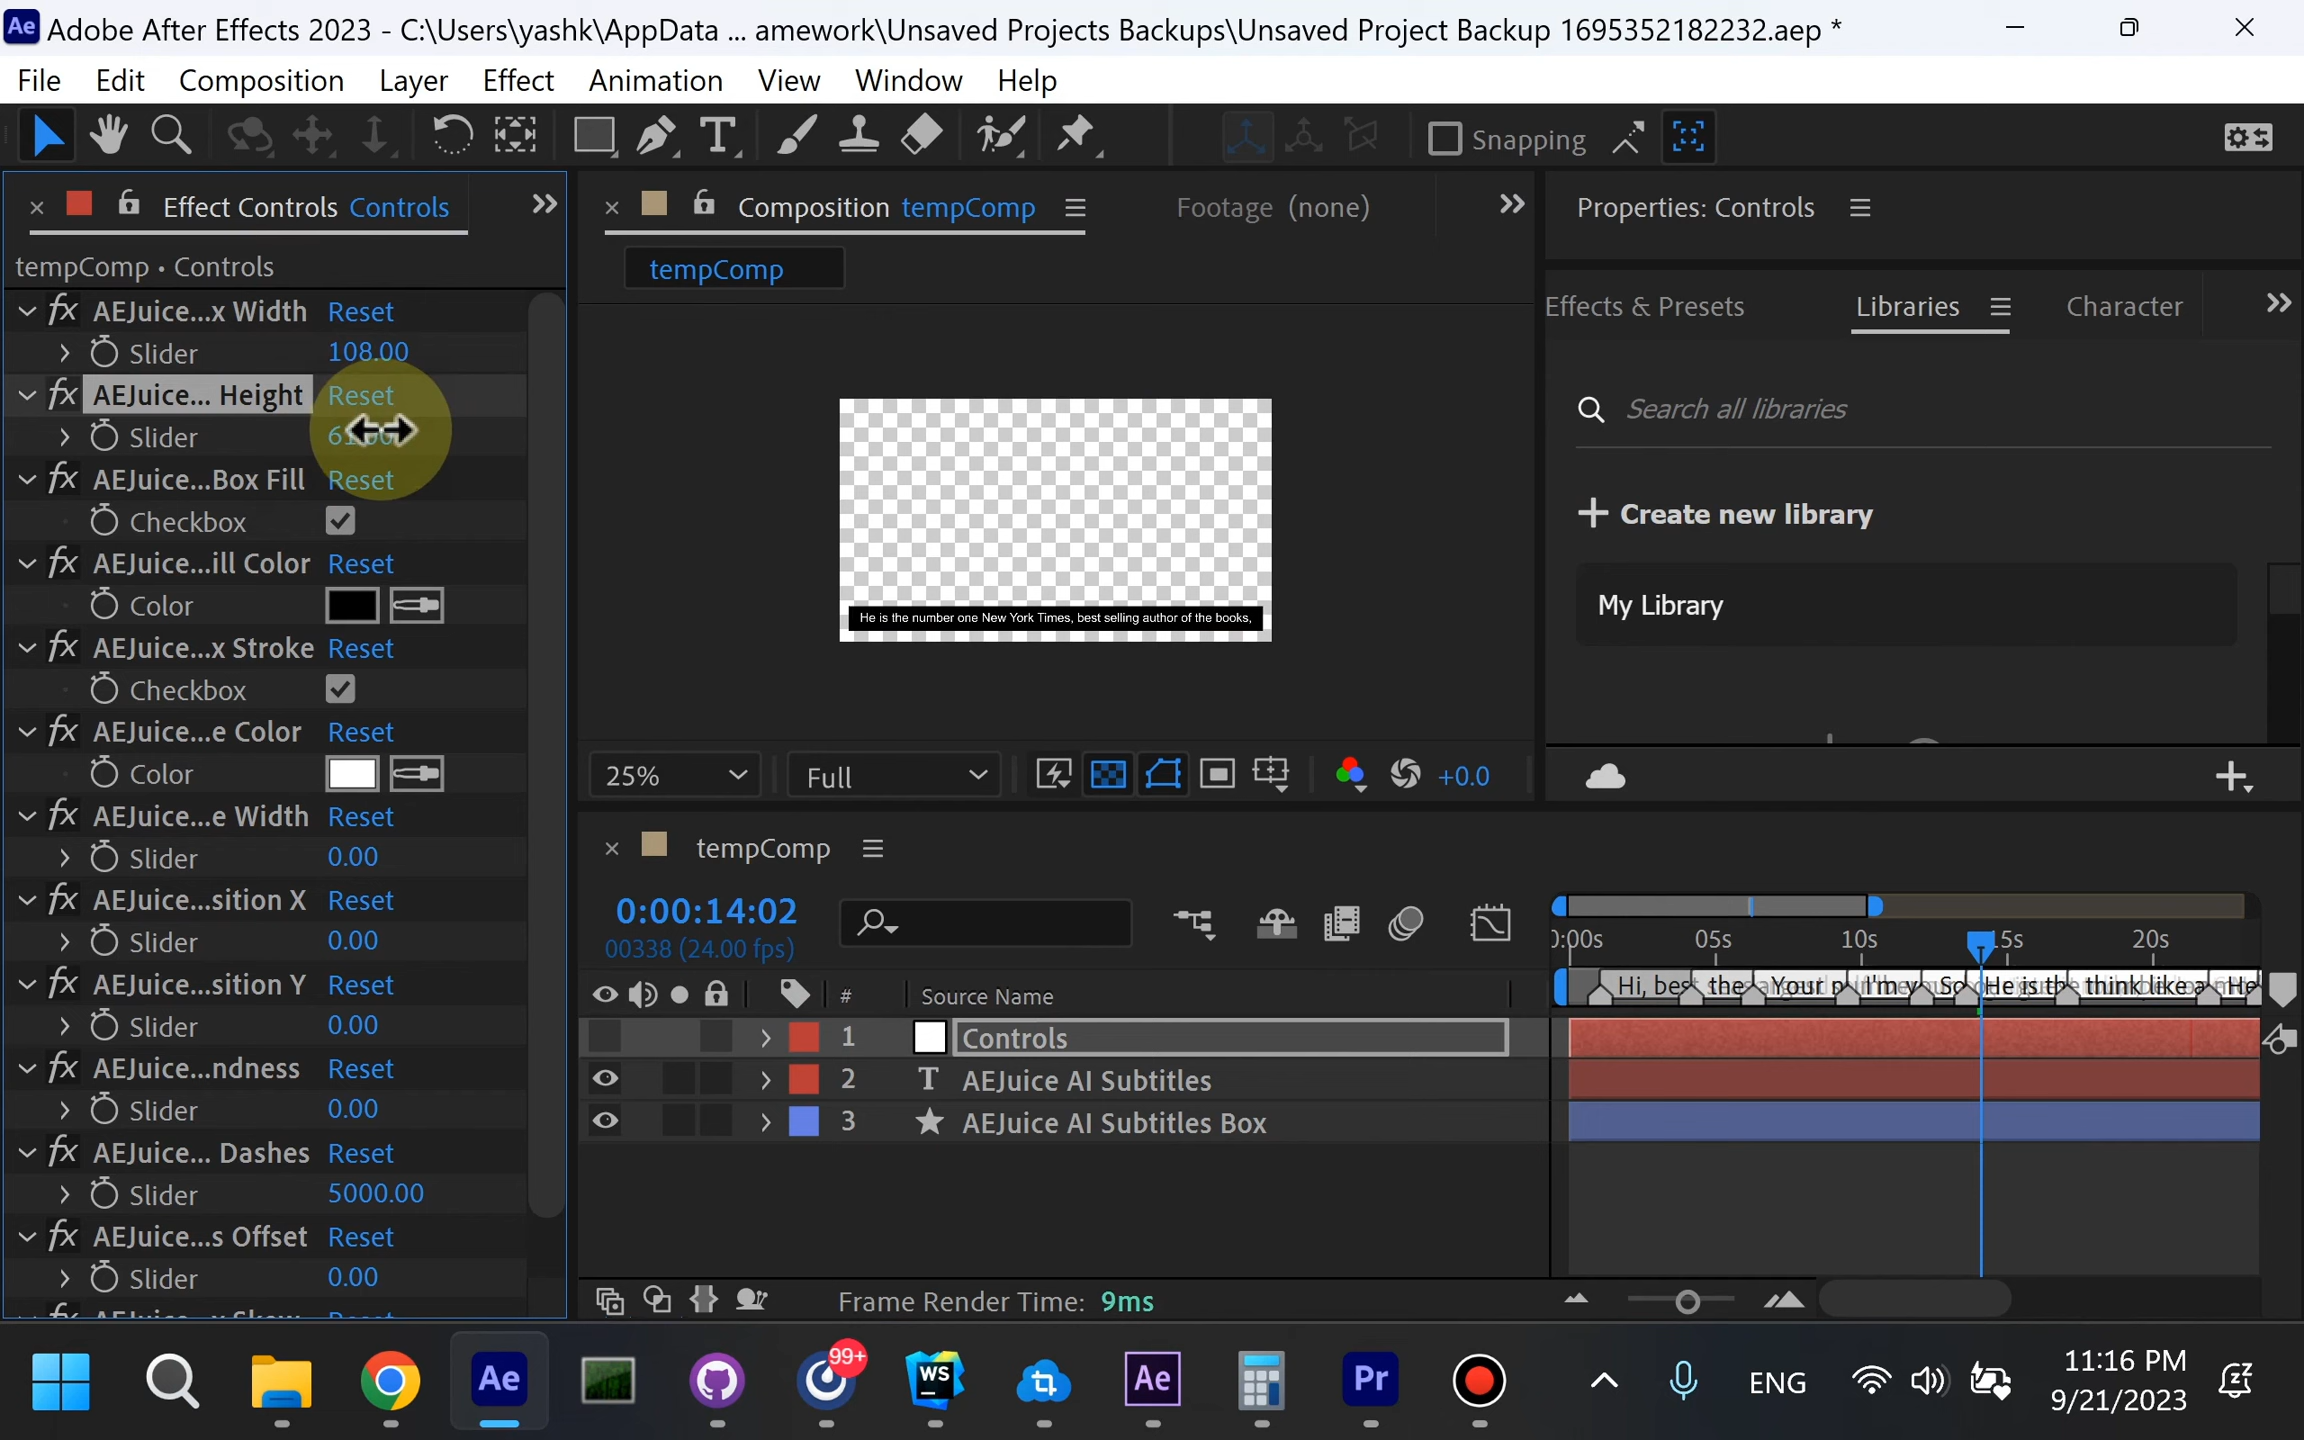 Ae Adobe After Effects 2023 - C:\Users\yashk\AppData ... amework\Unsaved Projects Backups\Unsaved Project Backup 1695352182232.aep *
File Edit Composition Layer Effect Animation View Window Help
Snapping
Effect Controls Controls
Composition tempComp
Footage (none)
Properties: Controls
tempComp • Controls
tempComp
Effects & Presets
Libraries
Character
AEJuice...x Width Reset
Slider 108.00
AEJuice... Height Reset
Slider
AEJuice...Box Fill Reset
Checkbox
AEJuice...ill Color Reset
Color
AEJuice...x Stroke Reset
Checkbox
AEJuice...e Color Reset
Color
AEJuice...e Width Reset
Slider 0.00
AEJuice...sition X Reset
Slider 0.00
AEJuice...sition Y Reset
Slider 0.00
AEJuice...ndness Reset
Slider 0.00
AEJuice... Dashes Reset
Slider 5000.00
AEJuice...s Offset Reset
Slider 0.00
He is the number one New York Times, best selling author of the books,
25%
Full
+0.0
Search all libraries
+ Create new library
My Library
tempComp
0:00:14:02
00338 (24.00 fps)
05s 10s 15s 20s
# Source Name
Hi, best
1 Controls
2 T AEJuice AI Subtitles
3 AEJuice AI Subtitles Box
Frame Render Time: 9ms
Ae
99+
WS
Ae
Pr
ENG
11:16 PM
9/21/2023